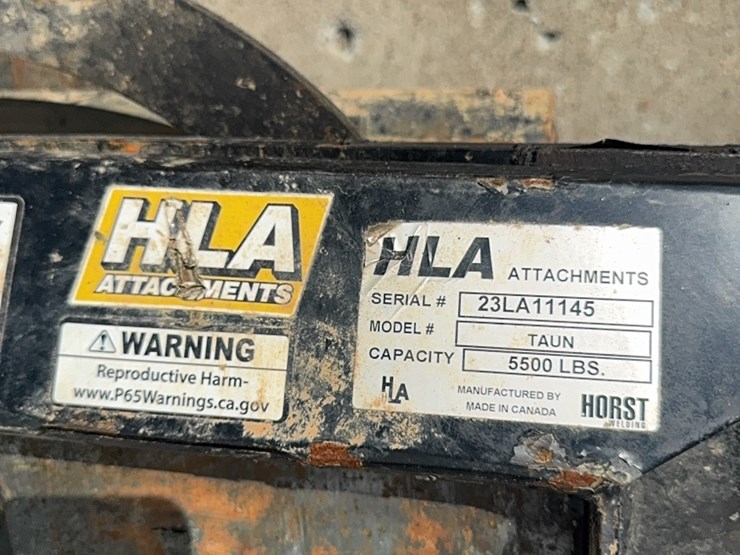 HLA
ATTACHMENTS
WARNING
Reproductive Harm-
www.P65Warnings.ca.gov
HLA ATTACHMENTS
SERIAL # 23LA11145
MODEL # TAUN
CAPACITY 5500 LBS.
HLA
MANUFACTURED BY
MADE IN CANADA
HORST
WELDING